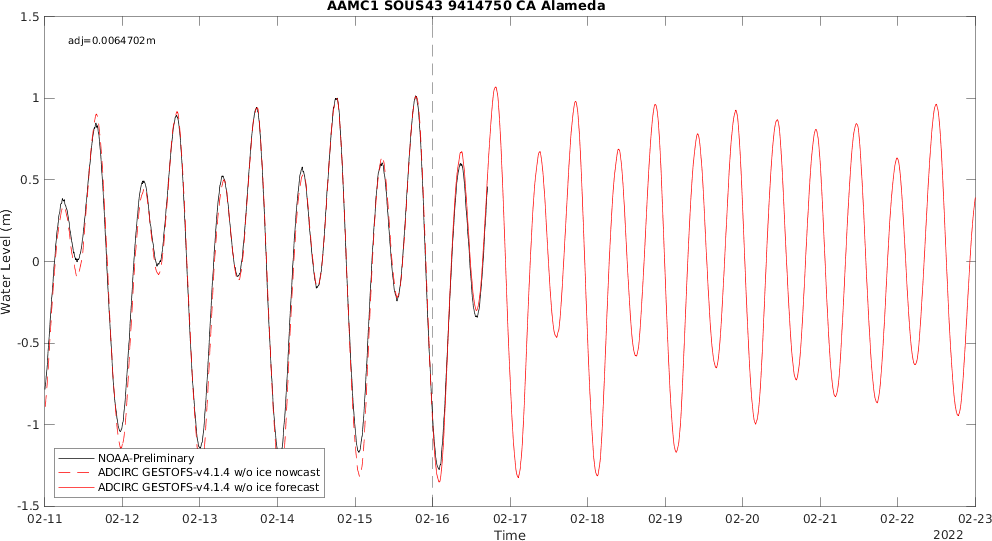 AAMC1 SOUS43 9414750 CA Alameda
1.5
adj=0.0064702m
1
0.5
0
-0.5
-1
-1.5
Water Level (m)
NOAA-Preliminary
ADCIRC GESTOFS-v4.1.4 w/o ice nowcast
ADCIRC GESTOFS-v4.1.4 w/o ice forecast
02-11 02-12 02-13 02-14 02-15 02-16 02-17 02-18 02-19 02-20 02-21 02-22 02-23
Time
2022